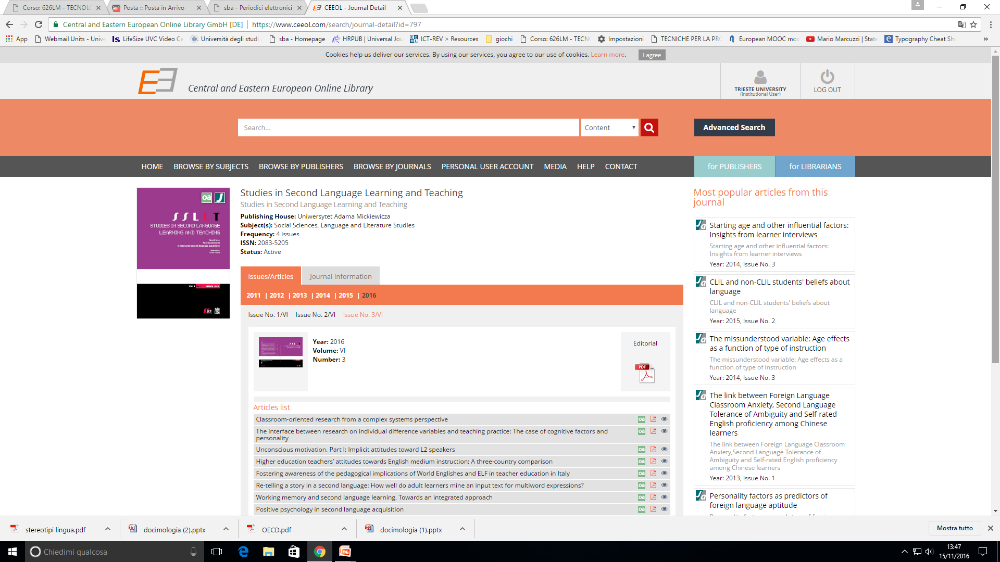 Corso: 626LM - TECNOLO
Posta :: Posta in Arrivo
sba - Periodici elettronici
CEEOL - Journal Detail
Central and Eastern European Online Library GmbH [DE]
https://www.ceeol.com/search/journal-detail?id=797
App
Webmail Units - Unive
LifeSize UVC Video Ce
Università degli studi
sba - Homepage
HRPUB | Universal Jou
ICT-REV > Resources
giochi
Corso: 626LM - TECN
Impostazioni
TECNICHE PER LA PR
European MOOC mo
Mario Marcuzzi | State
Typography Cheat Sh
»
Cookies help us deliver our services. By using our services, you agree to our use of cookies. Learn more.
I agree
Central and Eastern European Online Library
TRIESTE UNIVERSITY
(Institutional User)
LOG OUT
Search...
Content
Advanced Search
HOME
BROWSE BY SUBJECTS
BROWSE BY PUBLISHERS
BROWSE BY JOURNALS
PERSONAL USER ACCOUNT
MEDIA
HELP
CONTACT
for PUBLISHERS
for LIBRARIANS
oa J
SSLLT
STUDIES IN SECOND LANGUAGE
LEARNING AND TEACHING
Vol. 6 No. 1 MARCH 2016
Studies in Second Language Learning and Teaching
Studies in Second Language Learning and Teaching
Publishing House: Uniwersytet Adama Mickiewicza
Subject(s): Social Sciences, Language and Literature Studies
Frequency: 4 issues
ISSN: 2083-5205
Status: Active
Issues/Articles
Journal Information
2011 | 2012 | 2013 | 2014 | 2015 | 2016
Issue No. 1/VI
Issue No. 2/VI
Issue No. 3/VI
Year: 2016
Volume: VI
Number: 3
Editorial
PDF
Articles list
Classroom-oriented research from a complex systems perspective
oa
The interface between research on individual difference variables and teaching practice: The case of cognitive factors and
personality
oa
Unconscious motivation. Part I: Implicit attitudes toward L2 speakers
oa
Higher education teachers’ attitudes towards English medium instruction: A three-country comparison
oa
Fostering awareness of the pedagogical implications of World Englishes and ELF in teacher education in Italy
oa
Re-telling a story in a second language: How well do adult learners mine an input text for multiword expressions?
oa
Working memory and second language learning. Towards an integrated approach
oa
Positive psychology in second language acquisition
oa
Most popular articles from this
journal
Ja
Starting age and other influential factors:
Insights from learner interviews
Starting age and other influential factors:
Insights from learner interviews
Year: 2014, Issue No. 3
Ja
CLIL and non-CLIL students' beliefs about
language
CLIL and non-CLIL students' beliefs about
language
Year: 2015, Issue No. 2
Ja
The missunderstood variable: Age effects
as a function of type of instruction
The missunderstood variable: Age effects as a
function of type of instruction
Year: 2014, Issue No. 3
Ja
The link between Foreign Language
Classroom Anxiety, Second Language
Tolerance of Ambiguity and Self-rated
English proficiency among Chinese
learners
The link between Foreign Language Classroom
Anxiety,Second Language Tolerance of
Ambiguity and Self-rated English proficiency
among Chinese learners
Year: 2013, Issue No. 1
Ja
Personality factors as predictors of
foreign language aptitude
stereotipi lingua.pdf
docimologia (2).pptx
OECD.pdf
docimologia (1).pptx
Mostra tutto
Chiedimi qualcosa
13:47
15/11/2016